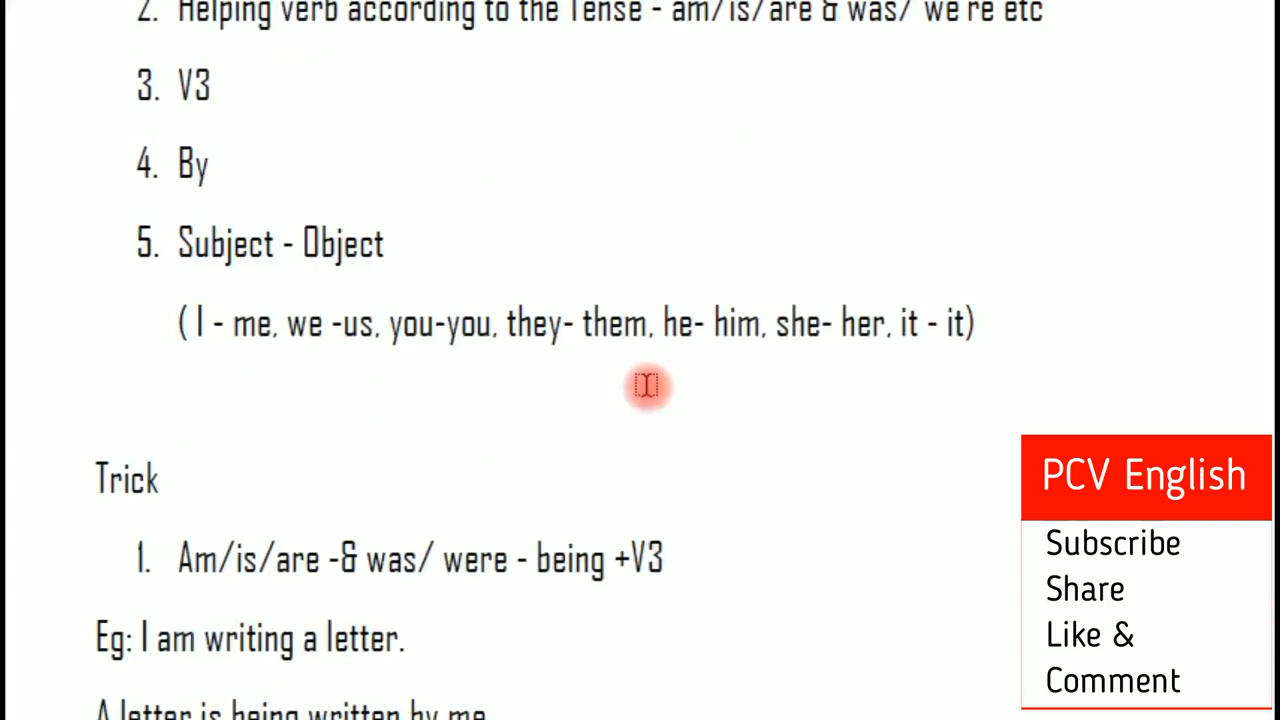 2. Helping verb according to the Tense - am/is/are & was/ we're etc
3. V3
4. By
5. Subject - Object
( I - me, we -us, you-you, they- them, he- him, she- her, it - it)
Trick
1. Am/is/are -& was/ were - being +V3
Eg: I am writing a letter.
A letter is being written by me
PCV English
Subscribe
Share
Like &
Comment